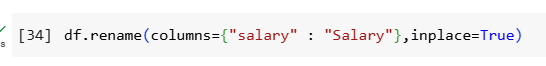 [34] df.rename(columns={"salary" : "Salary"},inplace=True)
s